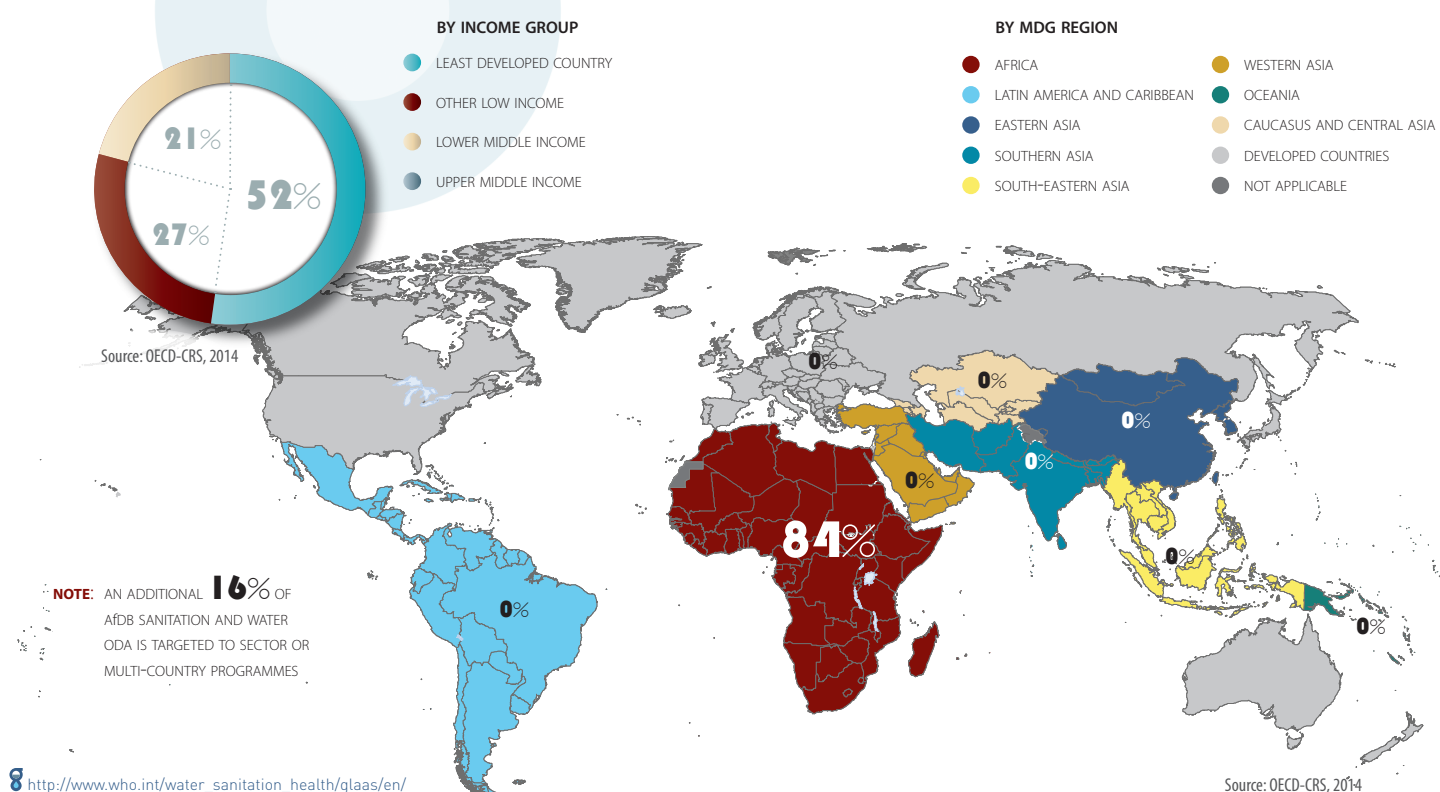 BY INCOME GROUP
LEAST DEVELOPED COUNTRY
OTHER LOW INCOME
LOWER MIDDLE INCOME
UPPER MIDDLE INCOME
21%
52%
27%
Source: OECD-CRS, 2014
BY MDG REGION
AFRICA
LATIN AMERICA AND CARIBBEAN
EASTERN ASIA
SOUTHERN ASIA
SOUTH-EASTERN ASIA
WESTERN ASIA
OCEANIA
CAUCASUS AND CENTRAL ASIA
DEVELOPED COUNTRIES
NOT APPLICABLE
0%
0%
0%
0%
0%
84%
0%
0%
0%
NOTE: AN ADDITIONAL 16% OF
AfDB SANITATION AND WATER
ODA IS TARGETED TO SECTOR OR
MULTI-COUNTRY PROGRAMMES
http://www.who.int/water_sanitation_health/glaas/en/
Source: OECD-CRS, 2014